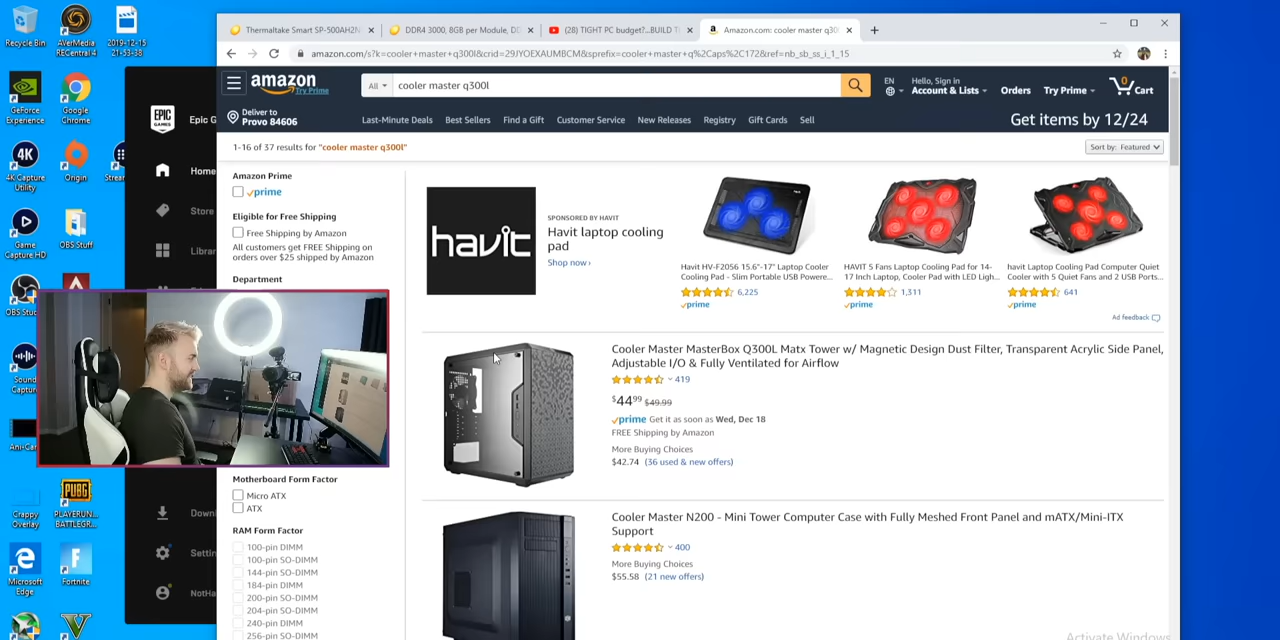 Recycle Bin
AVerMedia
RECentral 4
2019-12-15
21-53-38
GeForce
Experience
Google
Chrome
4K
4K Capture
Utility
Origin
Game
Capture HD
OBS Stuff
Sound
Capture
Crappy
Overlay
PUBG
PLAYERUN...
BATTLEGR...
Microsoft
Edge
Fortnite
EPIC
GAMES
Epic G
Home
Store
Librar
Down
Settin
NotHa
Thermaltake Smart SP-500AH2N
DDR4 3000, 8GB per Module, D
(28) TIGHT PC budget?...BUILD T
Amazon.com: cooler master q30
amazon.com/s?k=cooler+master+q300l&crid=29JYOEXAUMBCM&sprefix=cooler+master+q%2Caps%2C172&ref=nb_sb_ss_i_1_15
amazon
Try Prime
All
cooler master q300l
EN
Hello, Sign in
Account & Lists
Orders
Try Prime
0
Cart
Deliver to
Provo 84606
Last-Minute Deals Best Sellers Find a Gift Customer Service New Releases Registry Gift Cards Sell
Get items by 12/24
1-16 of 37 results for "cooler master q300l"
Sort by: Featured
Amazon Prime
prime
Eligible for Free Shipping
Free Shipping by Amazon
All customers get FREE Shipping on
orders over $25 shipped by Amazon
Department
Motherboard Form Factor
Micro ATX
ATX
RAM Form Factor
100-pin DIMM
100-pin SO-DIMM
144-pin SO-DIMM
184-pin DIMM
200-pin SO-DIMM
204-pin SO-DIMM
240-pin DIMM
256-pin SO-DIMM
havit
SPONSORED BY HAVIT
Havit laptop cooling
pad
Shop now ›
Havit HV-F2056 15.6"-17" Laptop Cooler
Cooling Pad - Slim Portable USB Powere...
6,225
prime
HAVIT 5 Fans Laptop Cooling Pad for 14-
17 Inch Laptop, Cooler Pad with LED Ligh...
1,311
prime
havit Laptop Cooling Pad Computer Quiet
Cooler with 5 Quiet Fans and 2 USB Ports...
641
prime
Ad feedback
Cooler Master MasterBox Q300L Matx Tower w/ Magnetic Design Dust Filter, Transparent Acrylic Side Panel,
Adjustable I/O & Fully Ventilated for Airflow
419
$44⁹⁹ $49.99
prime Get it as soon as Wed, Dec 18
FREE Shipping by Amazon
More Buying Choices
$42.74 (36 used & new offers)
Cooler Master N200 - Mini Tower Computer Case with Fully Meshed Front Panel and mATX/Mini-ITX
Support
400
More Buying Choices
$55.58 (21 new offers)
Activate Windows